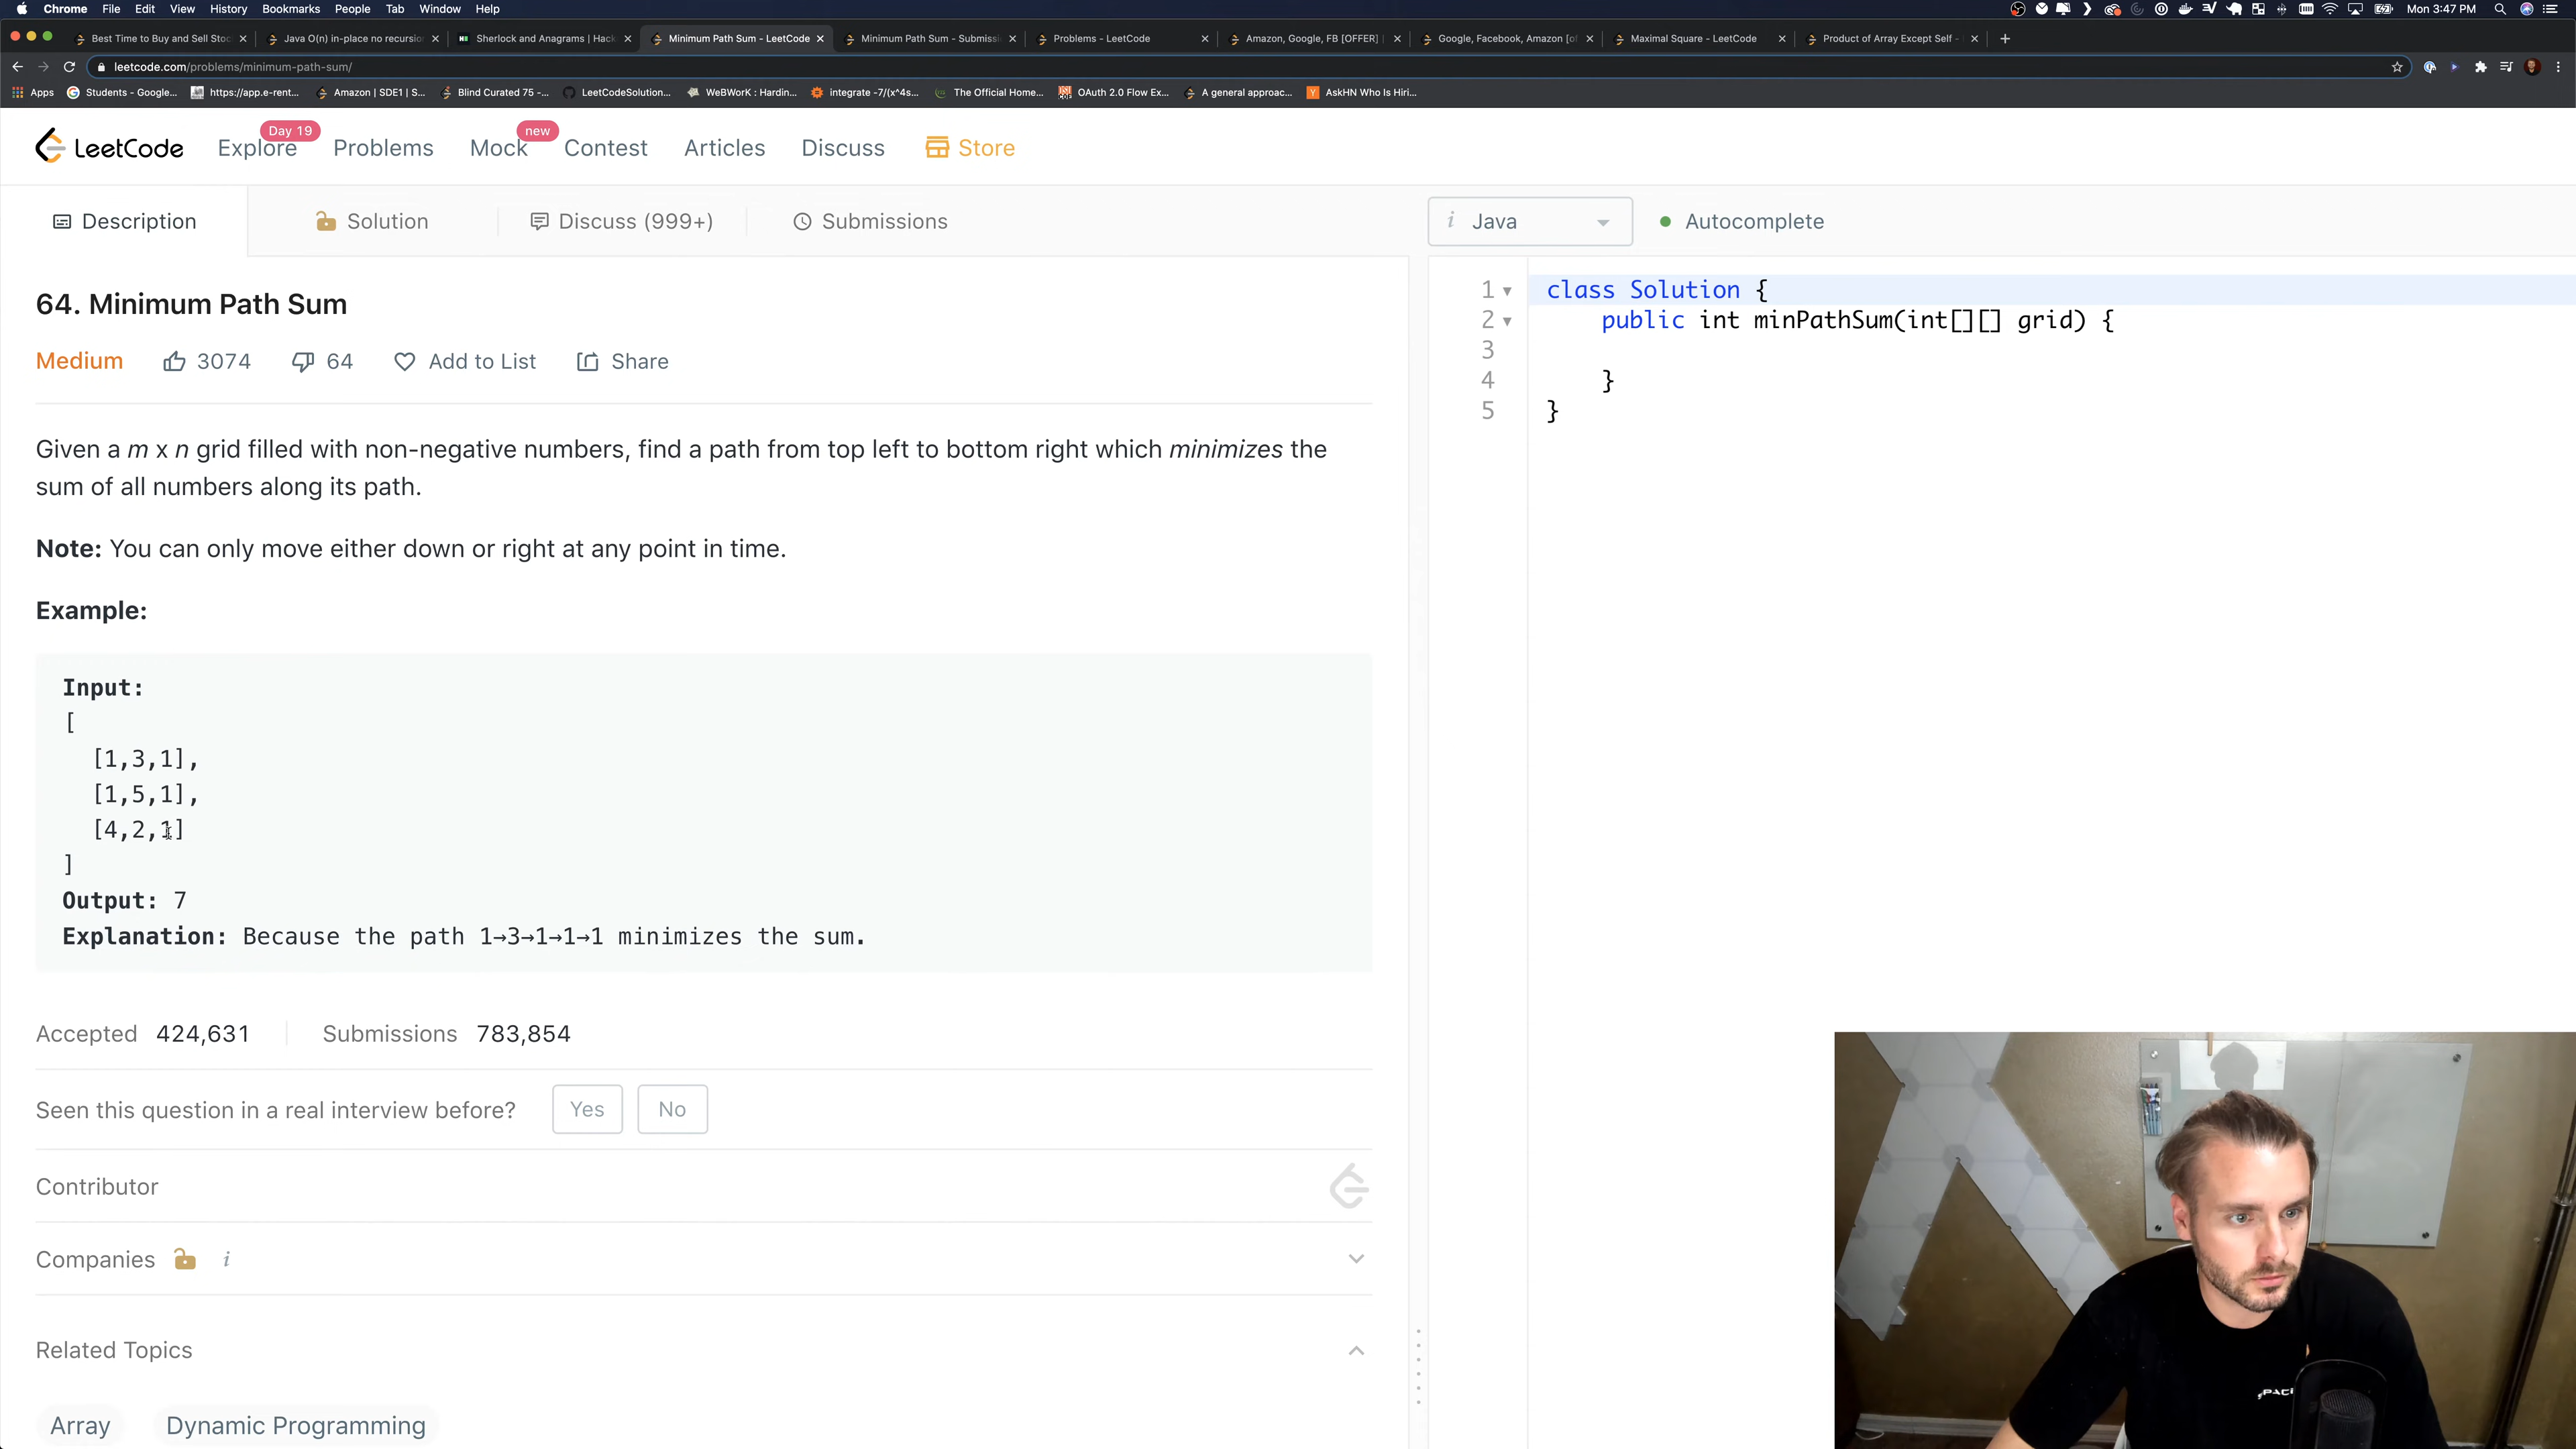 Chrome File Edit View History Bookmarks People Tab Window Help Mon 3:47 PM
Best Time to Buy and Sell Stoc Java O(n) in-place no recursion Sherlock and Anagrams | Hack Minimum Path Sum - LeetCode Minimum Path Sum - Submissi Problems - LeetCode Amazon, Google, FB [OFFER] Google, Facebook, Amazon [of Maximal Square - LeetCode Product of Array Except Self -
leetcode.com/problems/minimum-path-sum/
Apps Students - Google... https://app.e-rent... Amazon | SDE1 | S... Blind Curated 75 -... LeetCodeSolution... WeBWorK : Hardin... integrate -7/(x^4s... The Official Home... OAuth 2.0 Flow Ex... A general approac... AskHN Who Is Hiri...
Day 19 new
LeetCode Explore Problems Mock Contest Articles Discuss Store
Description Solution Discuss (999+) Submissions
i Java Autocomplete
64. Minimum Path Sum
Medium 3074 64 Add to List Share
Given a m x n grid filled with non-negative numbers, find a path from top left to bottom right which minimizes the
sum of all numbers along its path.
Note: You can only move either down or right at any point in time.
Example:
Input:
[
[1,3,1],
[1,5,1],
[4,2,1]
]
Output: 7
Explanation: Because the path 1→3→1→1→1 minimizes the sum.
Accepted 424,631 Submissions 783,854
Seen this question in a real interview before? Yes No
Contributor
Companies i
Related Topics
Array Dynamic Programming
1 class Solution {
2 public int minPathSum(int[][] grid) {
3
4 }
5 }